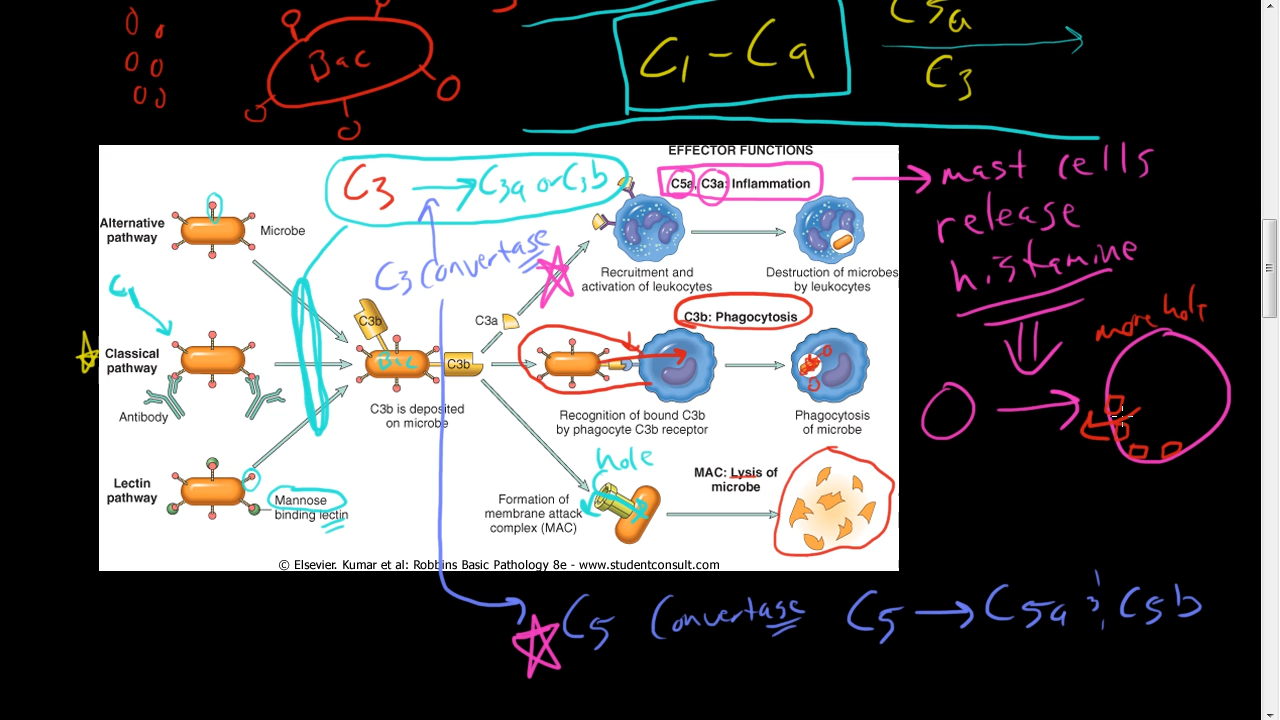 Bac
C1 - C9
C5a
C3
EFFECTOR FUNCTIONS
C3 → C3a or C3b
C5a, C3a: Inflammation
→ mast cells
release
histamine
Alternative
pathway
Microbe
C3 Convertase
Recruitment and
activation of leukocytes
Destruction of microbes
by leukocytes
C1
C3b
C3a
C3b: Phagocytosis
more hole
Classical
pathway
Bac
C3b
Antibody
C3b is deposited
on microbe
Recognition of bound C3b
by phagocyte C3b receptor
Phagocytosis
of microbe
hole
Lectin
pathway
Mannose
binding lectin
Formation of
membrane attack
complex (MAC)
MAC: Lysis of
microbe
© Elsevier. Kumar et al: Robbins Basic Pathology 8e - www.studentconsult.com
C5 Convertase C5 → C5a & C5b